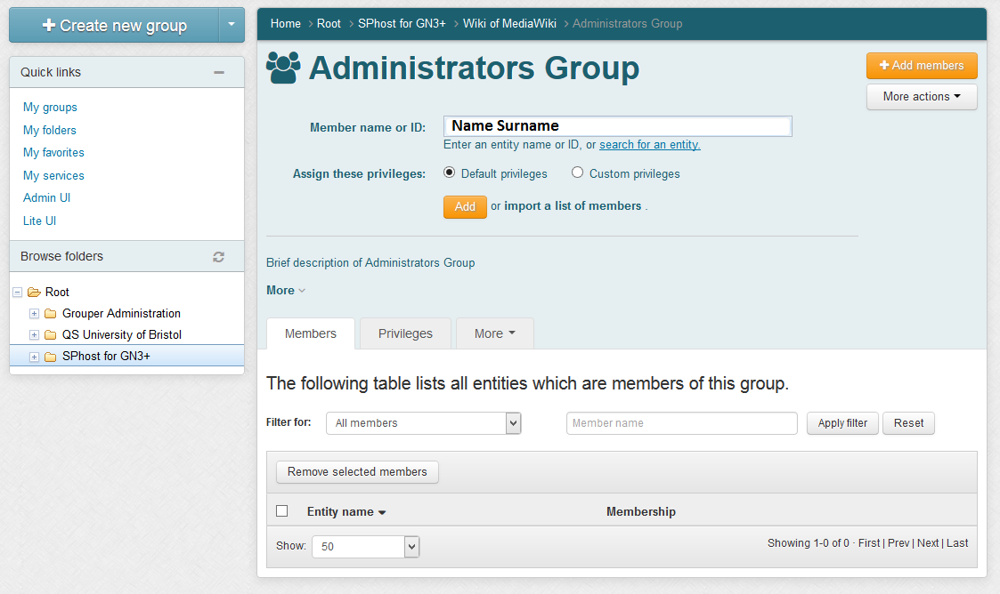 Create new group
Quick links
My groups
My folders
My favorites
My services
Admin UI
Lite UI
Browse folders
Root
Grouper Administration
QS University of Bristol
SPhost for GN3+
Home > Root > SPhost for GN3+ > Wiki of MediaWiki > Administrators Group
Administrators Group
+ Add members
More actions
Member name or ID: Name Surname
Enter an entity name or ID, or search for an entity.
Assign these privileges: Default privileges Custom privileges
Add or import a list of members .
Brief description of Administrators Group
More
Members Privileges More
The following table lists all entities which are members of this group.
Filter for: All members Member name Apply filter Reset
Remove selected members
Entity name Membership
Show: 50 Showing 1-0 of 0 · First | Prev | Next | Last